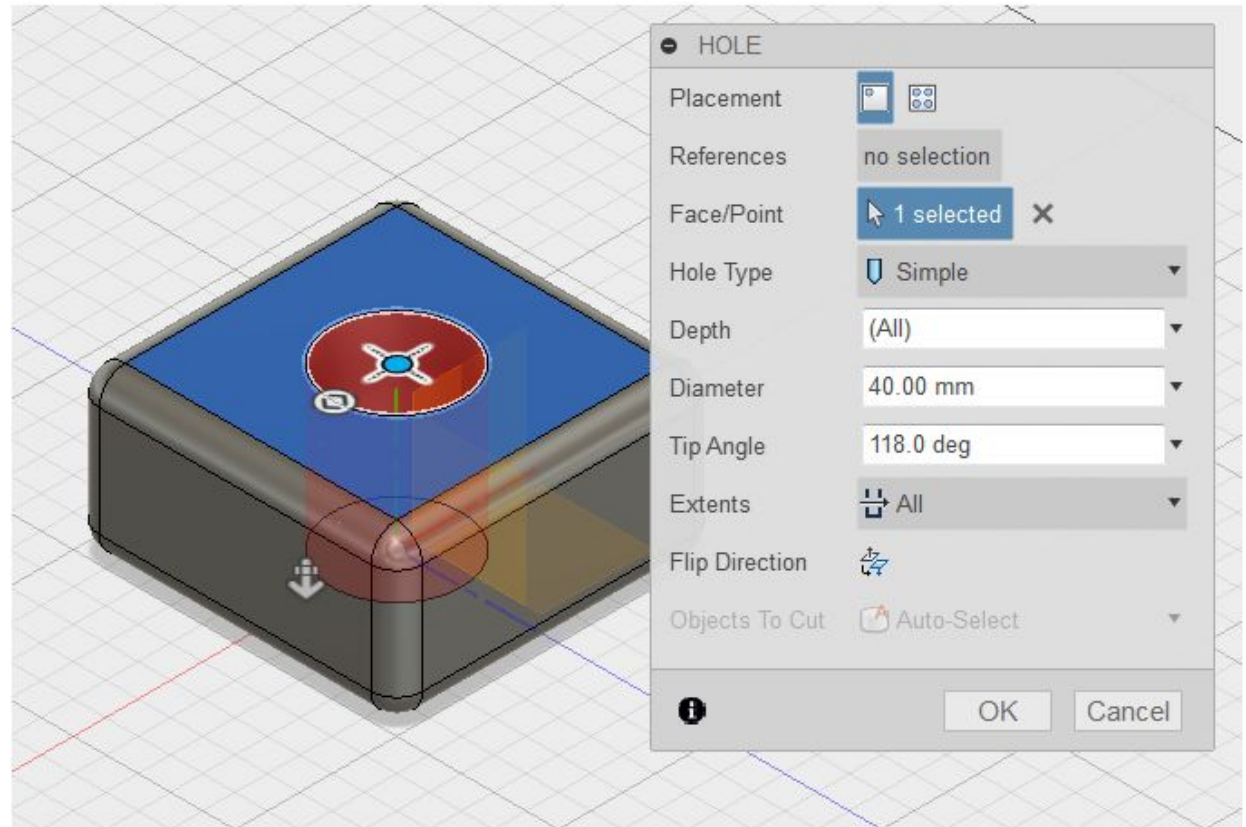 HOLE
Placement
References no selection
Face/Point 1 selected
Hole Type Simple
Depth (All)
Diameter 40.00 mm
Tip Angle 118.0 deg
Extents All
Flip Direction
Objects To Cut Auto-Select
OK Cancel